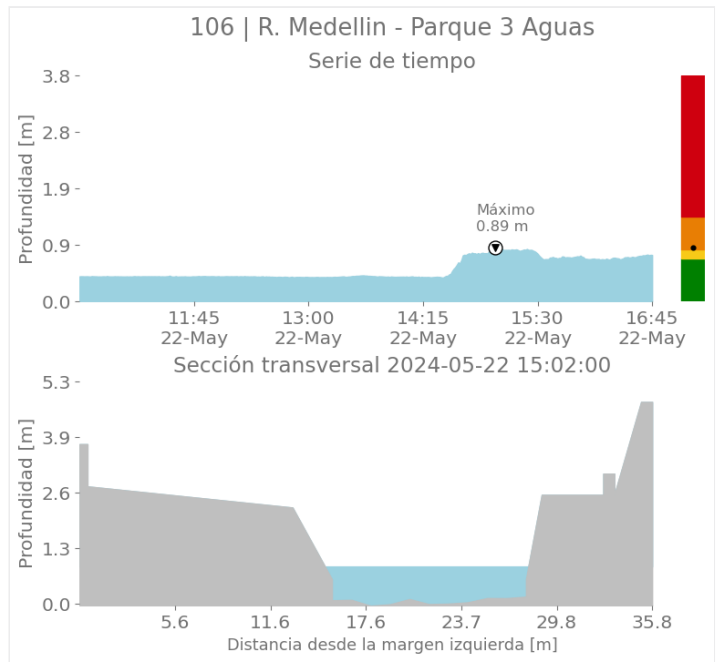 106 | R. Medellin - Parque 3 Aguas
Serie de tiempo
Profundidad [m]
3.8
2.8
1.9
0.9
0.0
Máximo
0.89 m
11:45 13:00 14:15 15:30 16:45
22-May 22-May 22-May 22-May 22-May
Sección transversal 2024-05-22 15:02:00
Profundidad [m]
5.3
3.9
2.6
1.3
0.0
5.6 11.6 17.6 23.7 29.8 35.8
Distancia desde la margen izquierda [m]